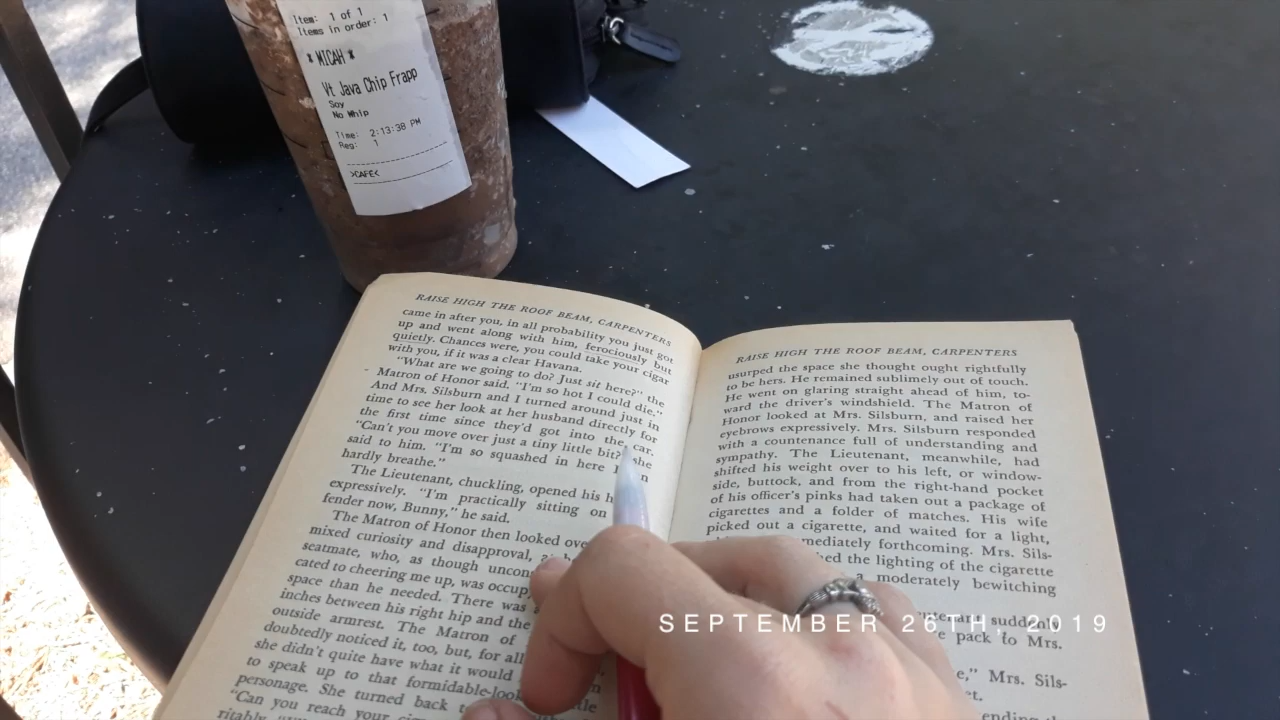 Item: 1 of 1
Items in order: 1
* MICAH *
Vt Java Chip Frapp
Soy
No Whip
Time: 2:13:38 PM
Reg: 1
>CAFE<
RAISE HIGH THE ROOF BEAM, CARPENTERS
came in after you, in all probability you just got
up and went along with him, ferociously but
quietly. Chances were, you could take your cigar
with you, if it was a clear Havana.
"What are we going to do? Just sit here?" the
Matron of Honor said. "I'm so hot I could die."
And Mrs. Silsburn and I turned around just in
time to see her look at her husband directly for
the first time since they'd got into the car.
"Can't you move over just a tiny little bit?" she
said to him. "I'm so squashed in here I
hardly breathe."
The Lieutenant, chuckling, opened his
expressively. "I'm practically sitting on
fender now, Bunny," he said.
The Matron of Honor then looked
mixed curiosity and disapproval,
seatmate, who, as though
cated to cheering me up, was
space than he needed. There was
inches between his right hip and the
outside armrest. The Matron of
doubtedly noticed it, too, but, for all
she didn't quite have what it would
to speak up to that
personage. She turned back
"Can you reach your
RAISE HIGH THE ROOF BEAM, CARPENTERS
usurped the space she thought ought rightfully
to be hers. He remained sublimely out of touch.
He went on glaring straight ahead of him, to-
ward the driver's windshield. The Matron of
Honor looked at Mrs. Silsburn, and raised her
eyebrows expressively. Mrs. Silsburn responded
with a countenance full of understanding and
sympathy. The Lieutenant, meanwhile, had
shifted his weight over to his left, or window-
side, buttock, and from the right-hand pocket
of his officer's pinks had taken out a package of
cigarettes and a folder of matches. His wife
picked out a cigarette, and waited for a light,
mediately forthcoming. Mrs. Sils-
the lighting of the cigarette
a moderately bewitching
pack to Mrs.
Mrs. Sils-
SEPTEMBER 26TH, 2019